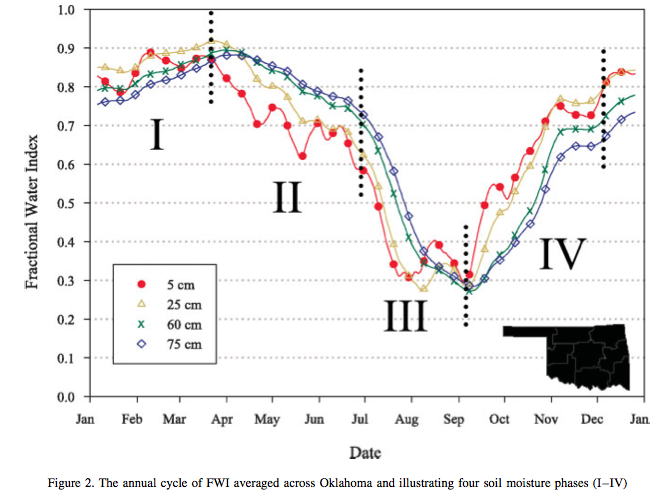 1.0
0.9
0.8
0.7
0.6
0.5
0.4
0.3
0.2
0.1
0.0
Fractional Water Index
I
II
III
IV
5 cm
25 cm
60 cm
75 cm
Jan Feb Mar Apr May Jun Jul Aug Sep Oct Nov Dec Jan
Date
Figure 2. The annual cycle of FWI averaged across Oklahoma and illustrating four soil moisture phases (I–IV)